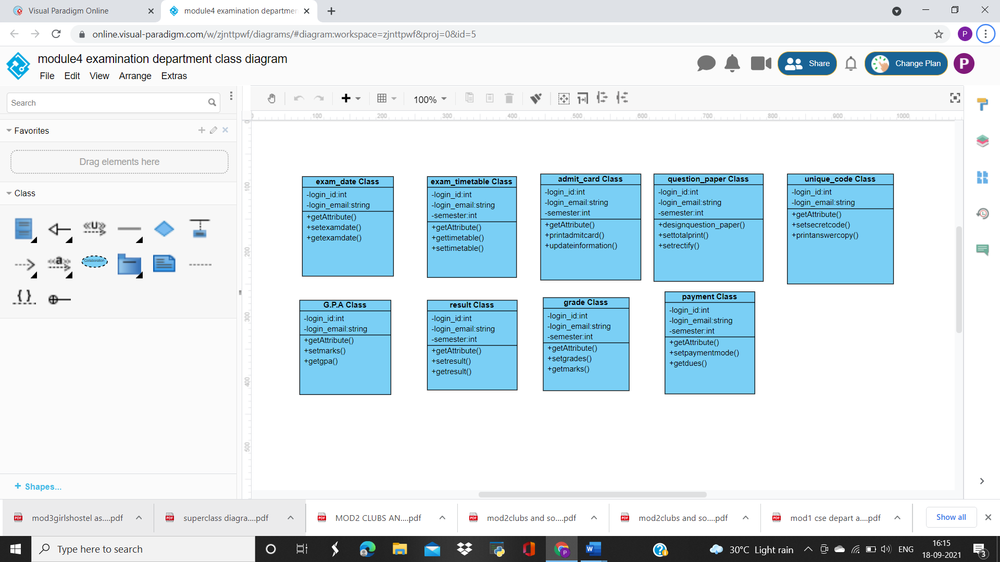 Visual Paradigm Online
module4 examination departmen
online.visual-paradigm.com/w/zjnttpwf/diagrams/#diagram:workspace=zjnttpwf&proj=0&id=5
P
module4 examination department class diagram
File Edit View Arrange Extras
Share
Change Plan
P
Search
100%
100 200 300 400 500 600 700 800 900 1000
Favorites
Drag elements here
Class
<<U>>
<<a>>
Collaboration
{ }
+ Shapes...
0
100
200
300
400
500
exam_date Class
-login_id:int
-login_email:string
+getAttribute()
+setexamdate()
+getexamdate()
exam_timetable Class
-login_id:int
-login_email:string
-semester:int
+getAttribute()
+gettimetable()
+settimetable()
admit_card Class
-login_id:int
-login_email:string
-semester:int
+getAttribute()
+printadmitcard()
+updateinformation()
question_paper Class
-login_id:int
-login_email:string
-semester:int
+designquestion_paper()
+settotalprint()
+setrectify()
unique_code Class
-login_id:int
-login_email:string
+getAttribute()
+setsecretcode()
+printanswercopy()
G.P.A Class
-login_id:int
-login_email:string
+getAttribute()
+setmarks()
+getgpa()
result Class
-login_id:int
-login_email:string
-semester:int
+getAttribute()
+setresult()
+getresult()
grade Class
-login_id:int
-login_email:string
-semester:int
+getAttribute()
+setgrades()
+getmarks()
payment Class
-login_id:int
-login_email:string
-semester:int
+getAttribute()
+setpaymentmode()
+getdues()
PDF mod3girlshostel as....pdf
PDF superclass diagra....pdf
PDF MOD2 CLUBS AN....pdf
PDF mod2clubs and so....pdf
PDF mod2clubs and so....pdf
PDF mod1 cse depart a....pdf
Show all
Type here to search
P
W
30°C Light rain
ENG
16:15
18-09-2021
3